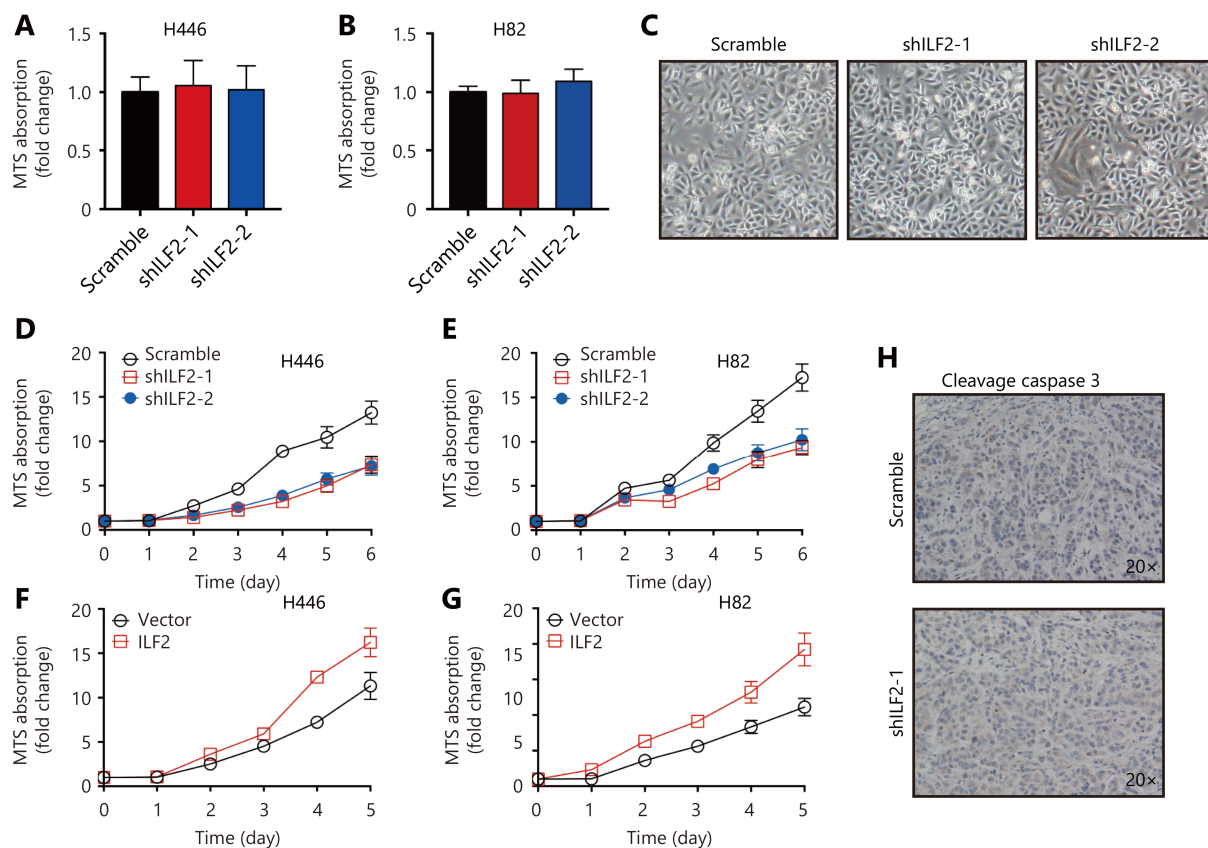 A
H446
MTS absorption
(fold change)
1.5
1.0
0.5
0
Scramble
shILF2-1
shILF2-2
B
H82
MTS absorption
(fold change)
1.5
1.0
0.5
0
Scramble
shILF2-1
shILF2-2
C
Scramble
shILF2-1
shILF2-2
D
H446
Scramble
shILF2-1
shILF2-2
MTS absorption
(fold change)
20
15
10
5
0
0 1 2 3 4 5 6
Time (day)
E
H82
Scramble
shILF2-1
shILF2-2
MTS absorption
(fold change)
20
15
10
5
0
0 1 2 3 4 5 6
Time (day)
F
H446
Vector
ILF2
MTS absorption
(fold change)
20
15
10
5
0
0 1 2 3 4 5
Time (day)
G
H82
Vector
ILF2
MTS absorption
(fold change)
20
15
10
5
0
0 1 2 3 4 5
Time (day)
H
Cleavage caspase 3
Scramble
20×
shILF2-1
20×